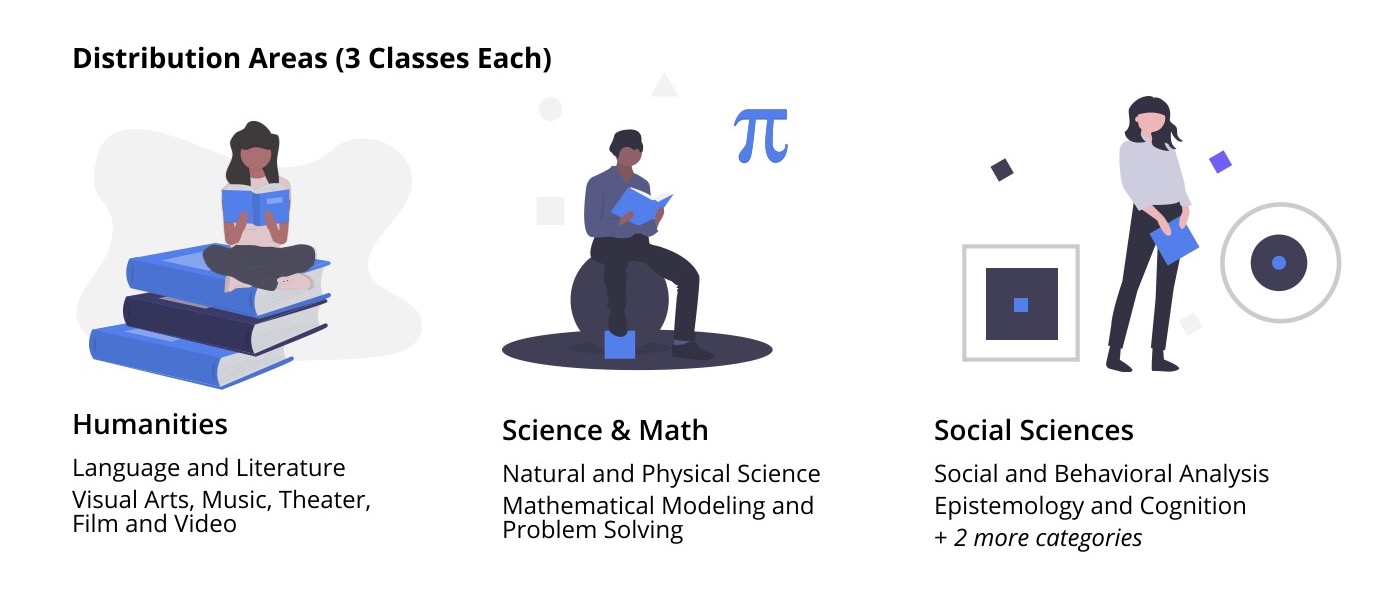 Distribution Areas (3 Classes Each)
π
Humanities
Language and Literature
Visual Arts, Music, Theater,
Film and Video
Science & Math
Natural and Physical Science
Mathematical Modeling and
Problem Solving
Social Sciences
Social and Behavioral Analysis
Epistemology and Cognition
+ 2 more categories